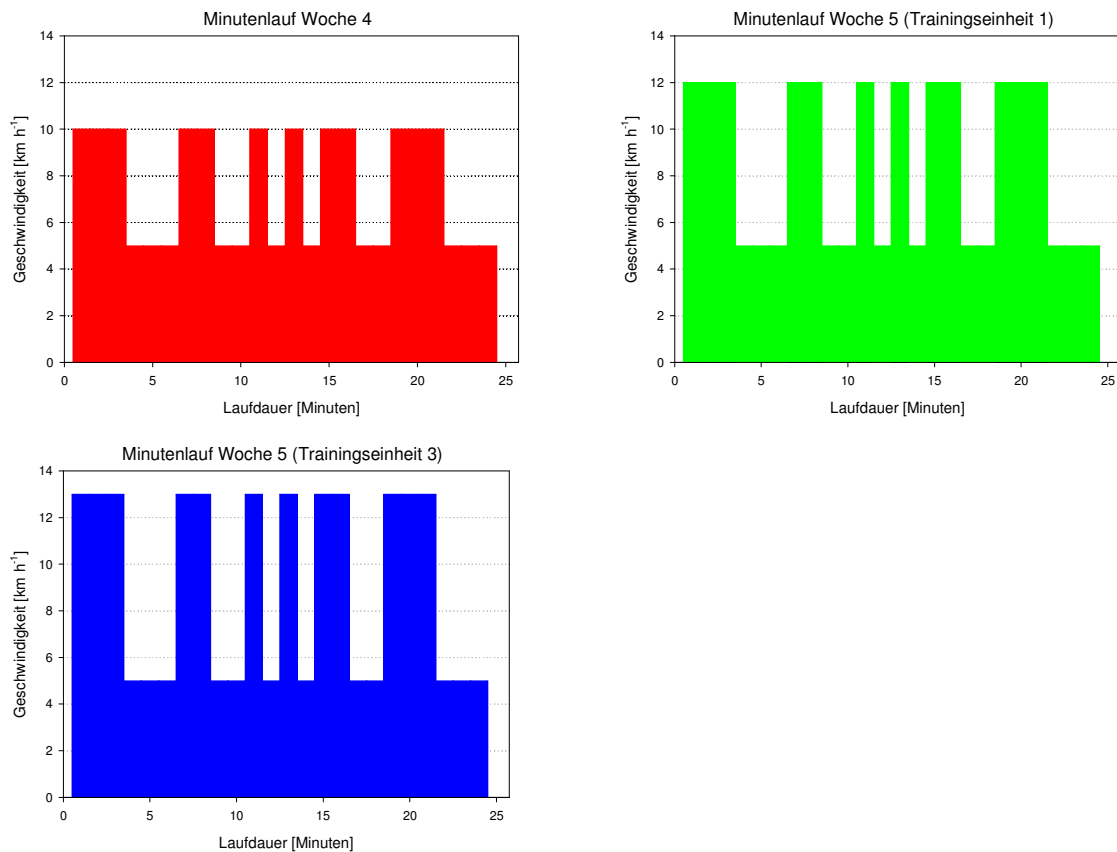 Minutenlauf Woche 4
14
12
10
8
6
4
2
0
Geschwindigkeit [km h-1]
0 5 10 15 20 25
Laufdauer [Minuten]
Minutenlauf Woche 5 (Trainingseinheit 1)
14
12
10
8
6
4
2
0
Geschwindigkeit [km h-1]
0 5 10 15 20 25
Laufdauer [Minuten]
Minutenlauf Woche 5 (Trainingseinheit 3)
14
12
10
8
6
4
2
0
Geschwindigkeit [km h-1]
0 5 10 15 20 25
Laufdauer [Minuten]